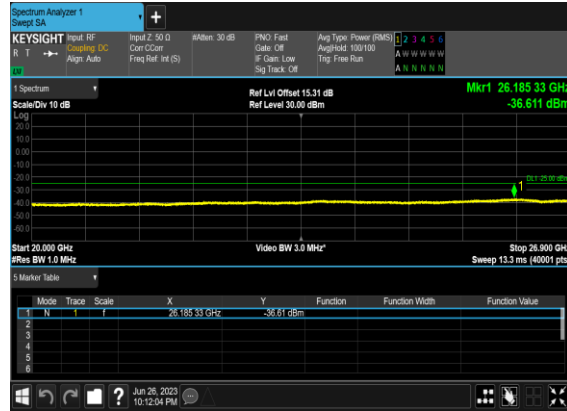 Spectrum Analyzer 1
Swept SA
+
KEYSIGHT Input: RF Input Z: 50 Ω #Atten: 30 dB PNO: Fast Avg Type: Power (RMS) 1 2 3 4 5 6
R T Coupling: DC Corr CCorr Gate: Off Avg|Hold: 100/100 A W W W W W
Align: Auto Freq Ref: Int (S) IF Gain: Low Trig: Free Run
Sig Track: Off A N N N N N
1 Spectrum Ref Lvl Offset 15.31 dB Mkr1 26.185 33 GHz
Scale/Div 10 dB Ref Level 30.00 dBm -36.611 dBm
Log
20.0
10.0
0.00
-10.0
-20.0 DL1 -25.00 dBm
-30.0 1
-40.0
-50.0
-60.0
Start 20.000 GHz Video BW 3.0 MHz* Stop 26.900 GHz
#Res BW 1.0 MHz Sweep 13.3 ms (40001 pts)
5 Marker Table
Mode Trace Scale X Y Function Function Width Function Value
1 N 1 f 26.185 33 GHz -36.61 dBm
2
3
4
5
6
? Jun 26, 2023
10:12:04 PM